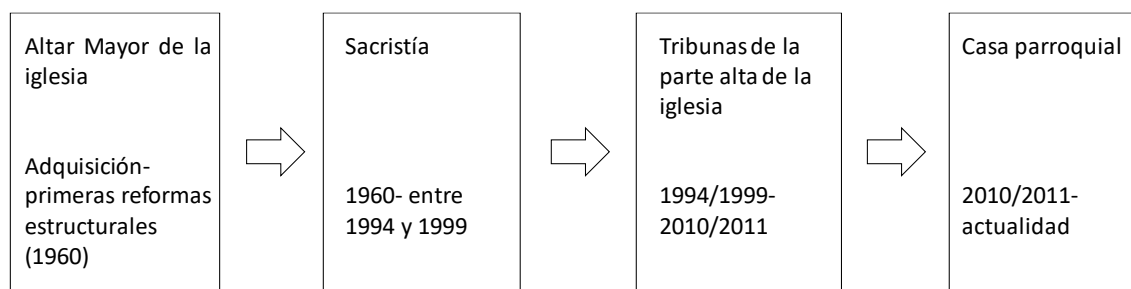 Altar Mayor de la
iglesia
Adquisición-
primeras reformas
estructurales
(1960)
Sacristía
1960- entre
1994 y 1999
Tribunas de la
parte alta de la
iglesia
1994/1999-
2010/2011
Casa parroquial
2010/2011-
actualidad